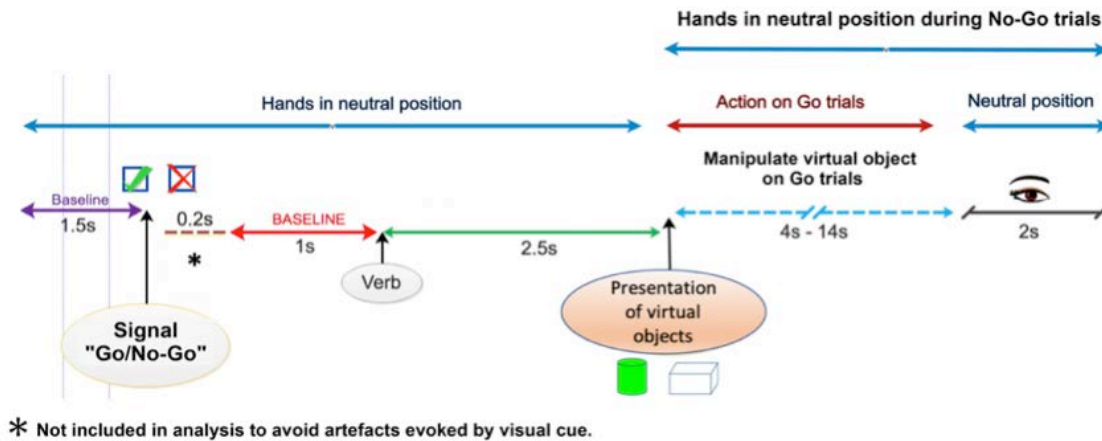 Hands in neutral position during No-Go trials
Hands in neutral position
Action on Go trials
Neutral position
Manipulate virtual object
on Go trials
Baseline
1.5s
0.2s
*
BASELINE
1s
2.5s
4s - 14s
2s
Verb
Signal
"Go/No-Go"
Presentation
of virtual
objects
* Not included in analysis to avoid artefacts evoked by visual cue.